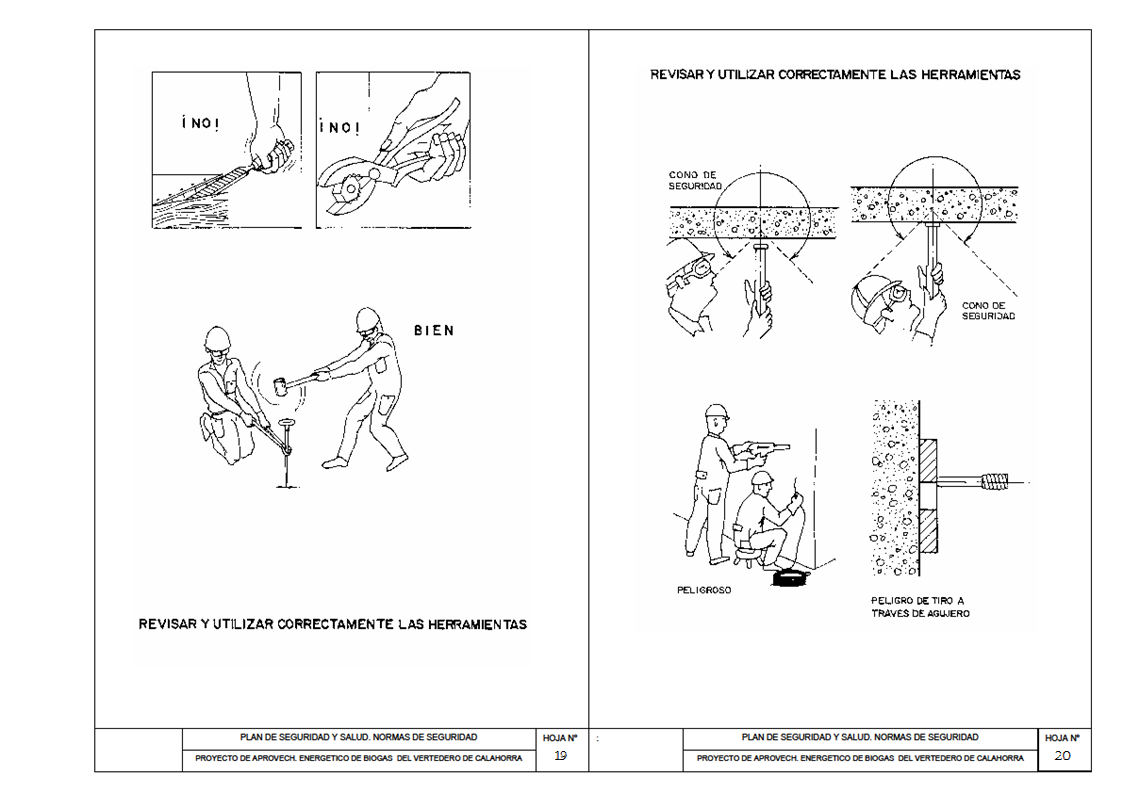 ¡NO!
¡NO!
BIEN
REVISAR Y UTILIZAR CORRECTAMENTE LAS HERRAMIENTAS
PLAN DE SEGURIDAD Y SALUD. NORMAS DE SEGURIDAD
HOJA Nº
PROYECTO DE APROVECH. ENERGETICO DE BIOGAS DEL VERTEDERO DE CALAHORRA
19
REVISAR Y UTILIZAR CORRECTAMENTE LAS HERRAMIENTAS
CONO DE
SEGURIDAD
CONO DE
SEGURIDAD
PELIGROSO
PELIGRO DE TIRO A
TRAVES DE AGUJERO
:
PLAN DE SEGURIDAD Y SALUD. NORMAS DE SEGURIDAD
HOJA Nº
PROYECTO DE APROVECH. ENERGETICO DE BIOGAS DEL VERTEDERO DE CALAHORRA
20